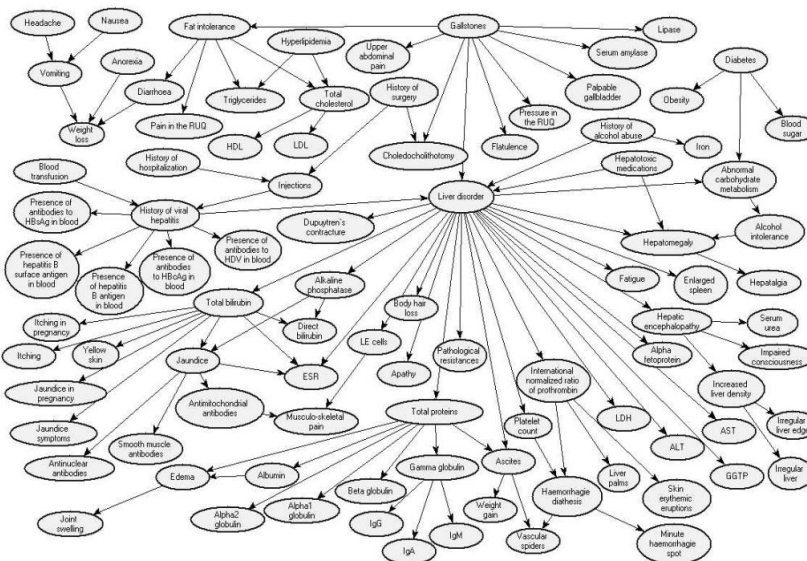 Headache
Nausea
Fat intolerance
Gallstones
Lipase
Hyperlipidemia
Upper
abdominal
pain
Serum amylase
Vomiting
Anorexia
Diabetes
Diarrhoea
Triglycerides
Total
cholesterol
History of
surgery
Palpable
gallbladder
Obesity
Weight
loss
Pain in the RUQ
Pressure in
the RUQ
Blood
sugar
HDL
LDL
Flatulence
History of
alcohol abuse
Iron
Choledocholithotomy
History of
hospitalization
Hepatotoxic
medications
Blood
transfusion
Injections
Abnormal
carbohydrate
metabolism
Liver disorder
Presence of
antibodies to
HBsAg in blood
History of viral
hepatitis
Dupuytren's
contracture
Alcohol
intolerance
Hepatomegaly
Presence of
hepatitis B
surface antigen
in blood
Presence of
hepatitis
B antigen
in blood
Presence of
antibodies
to HBcAg in
blood
Presence of
antibodies to
HDV in blood
Hepatalgia
Fatigue
Enlarged
spleen
Total bilirubin
Alkaline
phosphatase
Body hair
loss
Hepatic
encephalopathy
Serum
urea
Itching in
pregnancy
Direct
bilirubin
LE cells
Pathological
resistances
Alpha
fetoprotein
Impaired
consciousness
Itching
Yellow
skin
Jaundice
ESR
Apathy
International
normalized ratio
of prothrombin
Increased
liver density
Jaundice in
pregnancy
Antimitochondrial
antibodies
Musculo-skeletal
pain
Total proteins
Platelet
count
LDH
AST
Irregular
liver edge
Jaundice
symptoms
Smooth muscle
antibodies
ALT
Antinuclear
antibodies
Edema
Albumin
Gamma
globulin
Ascites
Liver
palms
GGTP
Irregular
liver
Beta globulin
Haemorrhagie
diathesis
Skin
erythemic
eruptions
Joint
swelling
Alpha2
globulin
Alpha1
globulin
IgG
IgA
IgM
Weight
gain
Vascular
spiders
Minute
haemorrhagie
spot